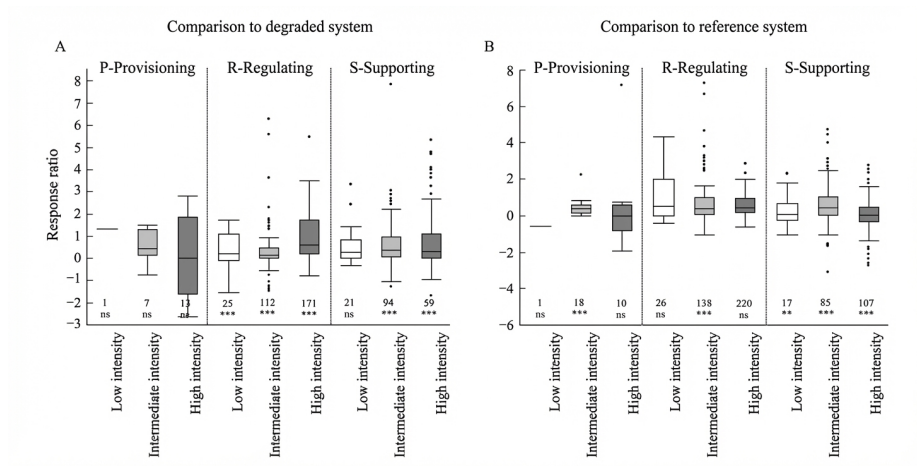 Comparison to degraded system
A
P-Provisioning R-Regulating S-Supporting
Response ratio
8
7
6
5
4
3
2
1
0
−1
−2
−3
1 7 13 25 112 171 21 94 59
ns ns ns *** *** *** ns *** ***
Low intensity
Intermediate intensity
High intensity
Low intensity
Intermediate intensity
High intensity
Low intensity
Intermediate intensity
High intensity
Comparison to reference system
B
P-Provisioning R-Regulating S-Supporting
8
6
4
2
0
−2
−4
−6
1 18 10 26 138 220 17 85 107
ns *** ns ns *** ns ** *** ***
Low intensity
Intermediate intensity
High intensity
Low intensity
Intermediate intensity
High intensity
Low intensity
Intermediate intensity
High intensity